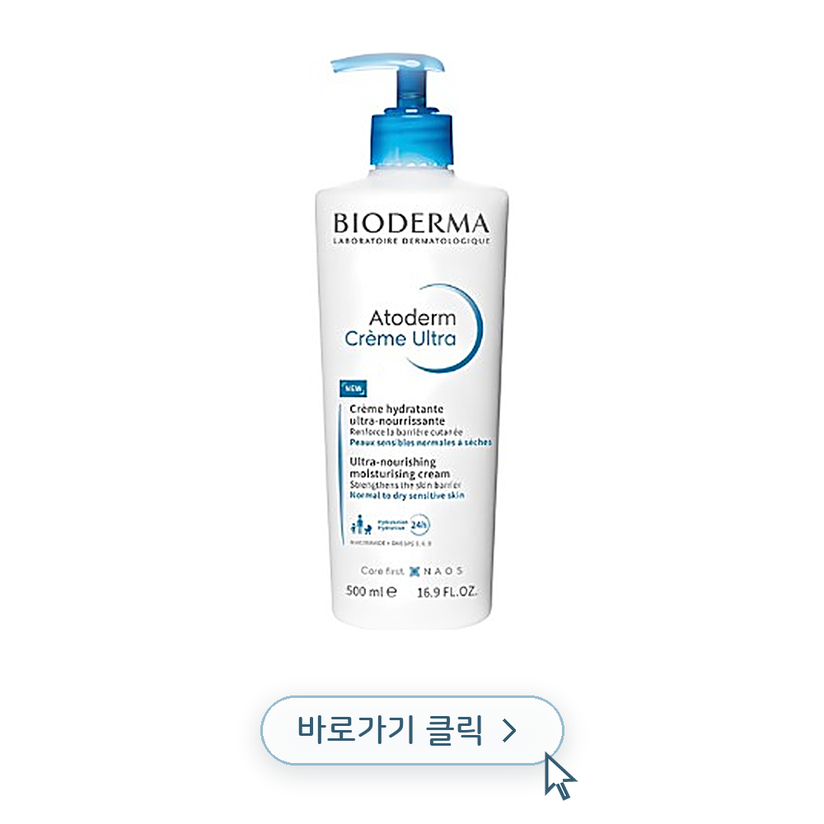 BIODERMA
LABORATOIRE DERMATOLOGIQUE
Atoderm
Crème Ultra
NEW
Crème hydratante
ultra-nourrissante
Renforce la barrière cutanée
Peaux sensibles normales à sèches
Ultra-nourishing
moisturising cream
Strengthens the skin barrier
Normal to dry sensitive skin
24h
Care first. NAOS
500 ml e 16.9 FL.OZ.
바로가기 클릭 >